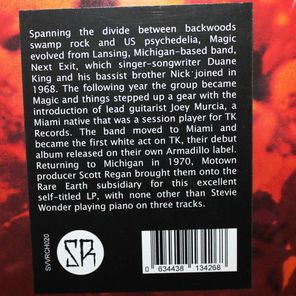 Spanning the divide between backwoods
swamp rock and US psychedelia, Magic
evolved from Lansing, Michigan-based band,
Next Exit, which singer-songwriter Duane
King and his bassist brother Nick joined in
1968. The following year the group became
Magic and things stepped up a gear with the
introduction of lead guitarist Joey Murcia, a
Miami native that was a session player for TK
Records. The band moved to Miami and
became the first white act on TK, their debut
album released on their own Armadillo label.
Returning to Michigan in 1970, Motown
producer Scott Regan brought them onto the
Rare Earth subsidiary for this excellent
self-titled LP, with none other than Stevie
Wonder playing piano on three tracks.
SVVRCH020
SR
0 634438 134268